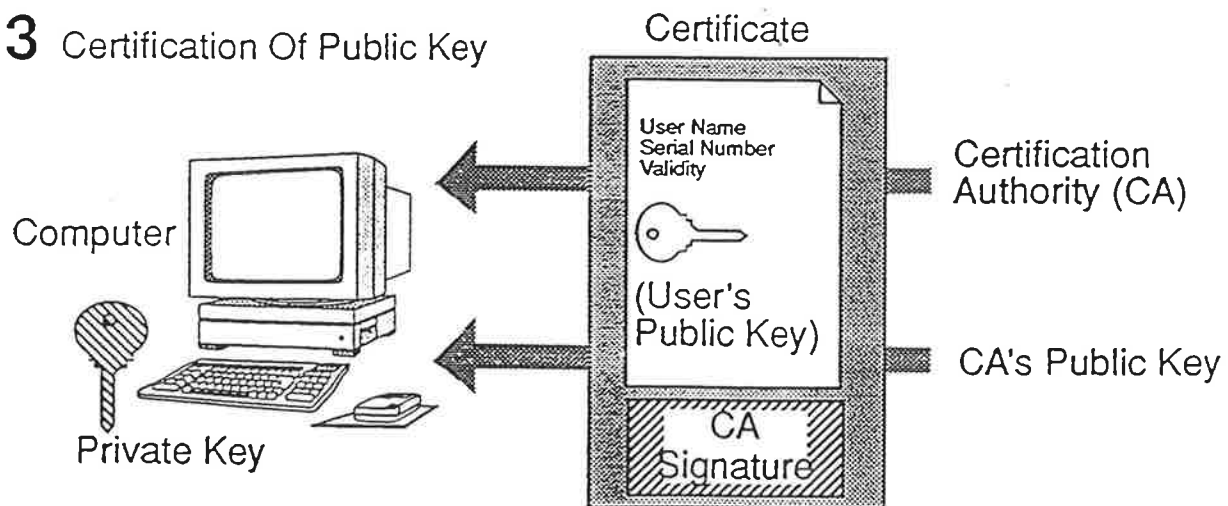 3 Certification Of Public Key
Certificate
User Name
Serial Number
Validity
(User's
Public Key)
CA
Signature
Computer
Private Key
Certification
Authority (CA)
CA's Public Key